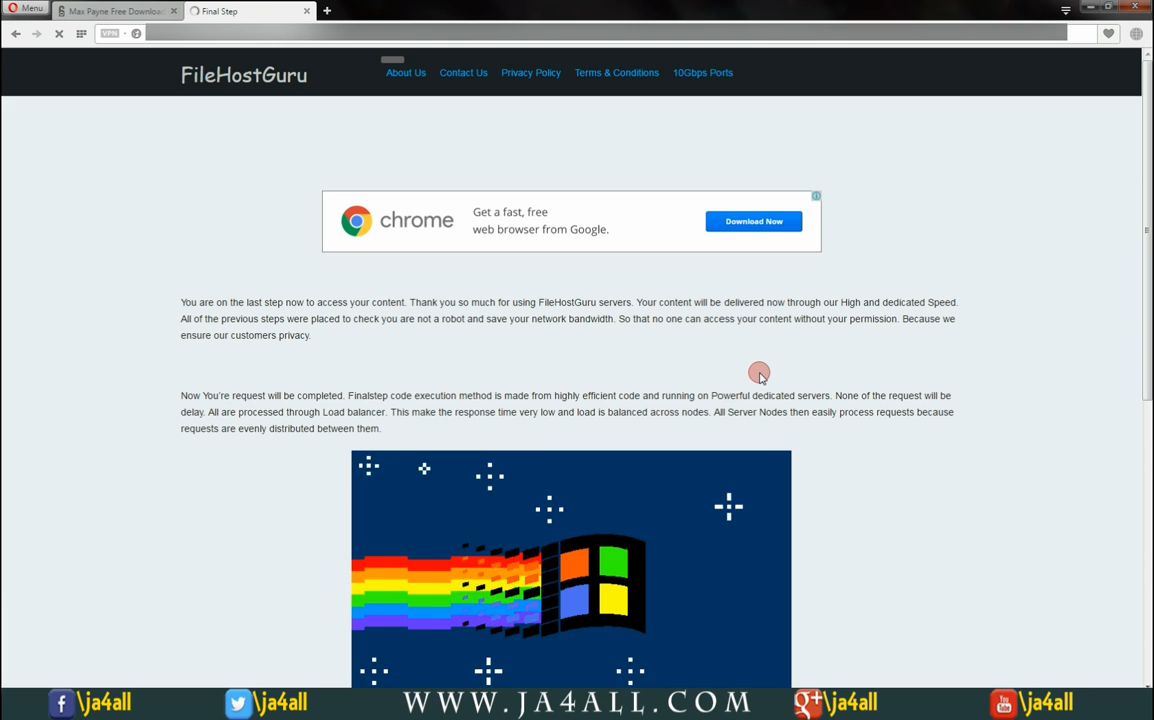 Menu
Max Payne Free Download
Final Step
VPN
FileHostGuru
About Us
Contact Us
Privacy Policy
Terms & Conditions
10Gbps Ports
chrome
Get a fast, free
web browser from Google.
Download Now
You are on the last step now to access your content. Thank you so much for using FileHostGuru servers. Your content will be delivered now through our High and dedicated Speed.
All of the previous steps were placed to check you are not a robot and save your network bandwidth. So that no one can access your content without your permission. Because we
ensure our customers privacy.
Now You're request will be completed. Finalstep code execution method is made from highly efficient code and running on Powerful dedicated servers. None of the request will be
delay. All are processed through Load balancer. This make the response time very low and load is balanced across nodes. All Server Nodes then easily process requests because
requests are evenly distributed between them.
f \ja4all
\ja4all
WWW.JA4ALL.COM
g+ \ja4all
You Tube \ja4all